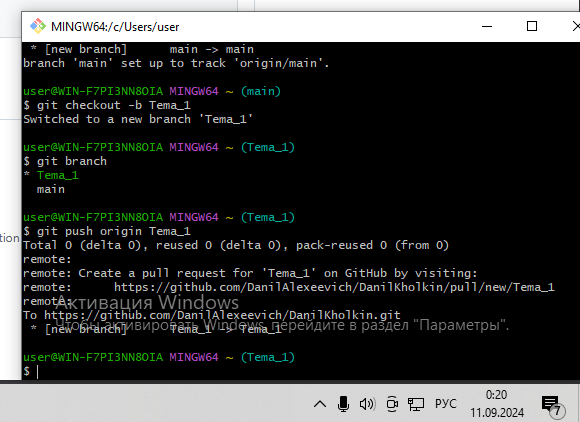 MINGW64:/c/Users/user
 * [new branch]      main -> main
branch 'main' set up to track 'origin/main'.
user@WIN-F7PI3NN8OIA MINGW64 ~ (main)
$ git checkout -b Tema_1
Switched to a new branch 'Tema_1'
user@WIN-F7PI3NN8OIA MINGW64 ~ (Tema_1)
$ git branch
* Tema_1
  main
user@WIN-F7PI3NN8OIA MINGW64 ~ (Tema_1)
$ git push origin Tema_1
Total 0 (delta 0), reused 0 (delta 0), pack-reused 0 (from 0)
remote:
remote: Create a pull request for 'Tema_1' on GitHub by visiting:
remote:      https://github.com/DanilAlexeevich/DanilKholkin/pull/new/Tema_1
remote:
Активация Windows
To https://github.com/DanilAlexeevich/DanilKholkin.git
Чтобы активировать Windows, перейдите в раздел "Параметры".
 * [new branch]      Tema_1 -> Tema_1
user@WIN-F7PI3NN8OIA MINGW64 ~ (Tema_1)
$
tion
РУС
0:20
11.09.2024
7